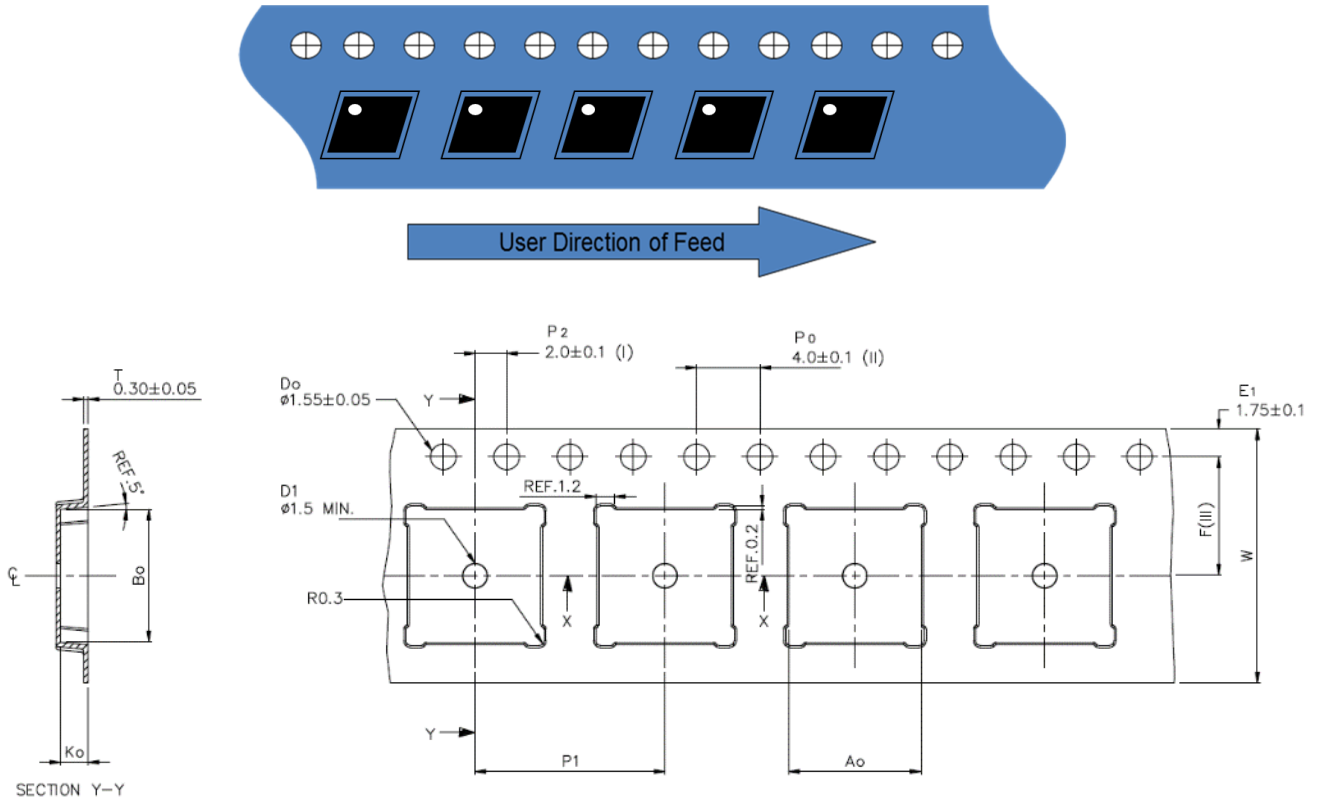 User Direction of Feed
P2
2.0±0.1 (I)
P0
4.0±0.1 (II)
T
0.30±0.05
Do
ø1.55±0.05
Y
E1
1.75±0.1
REF.5°
D1
ø1.5 MIN.
REF.1.2
REF.0.2
F(III)
W
Bo
℄
R0.3
X
X
Y
Ko
P1
Ao
SECTION Y-Y